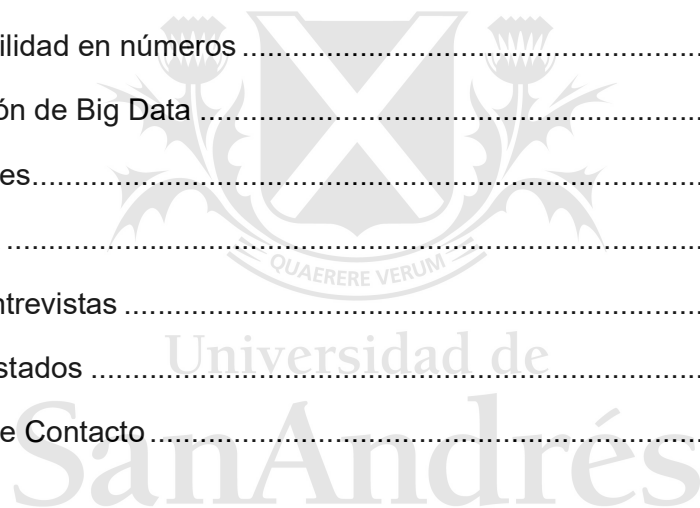 ilidad en números ........................................................
ón de Big Data ........................................................
es........................................................
........................................................
QUAERERE VERUM
ntrevistas ........................................................
Universidad de
stados ........................................................
e Contacto........................................................
SanAndrés